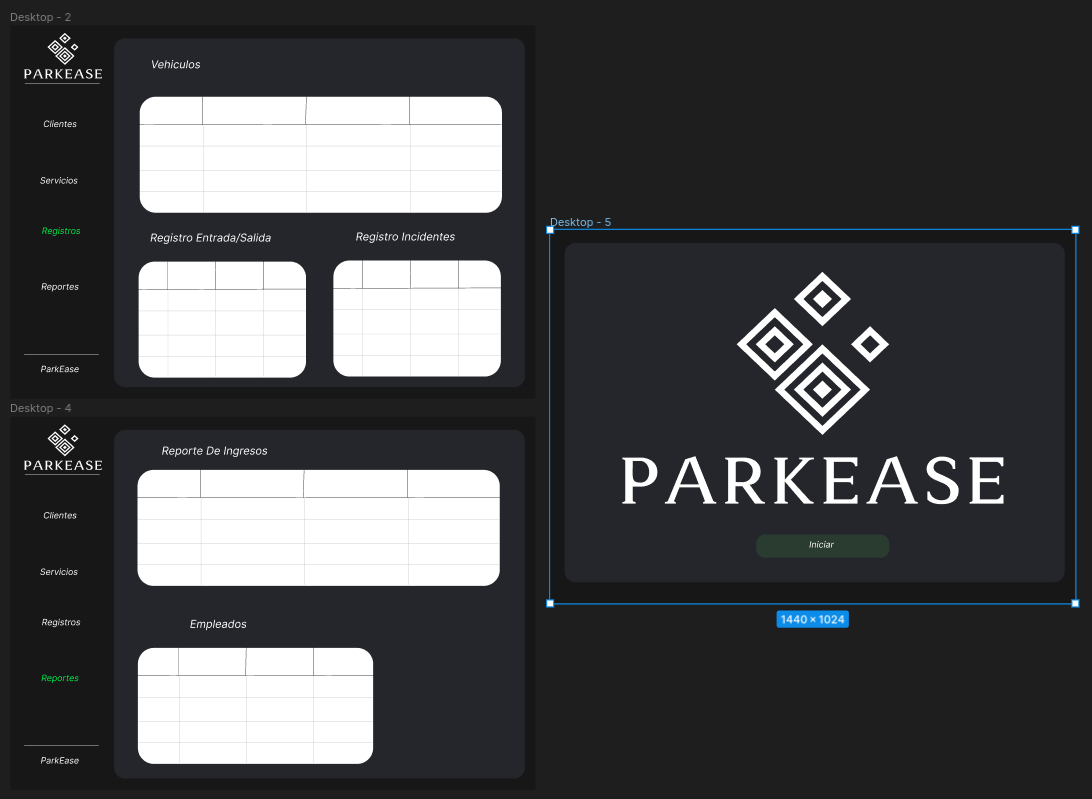 Desktop - 2
PARKEASE
Vehiculos
Clientes
Servicios
Registros
Registro Entrada/Salida
Registro Incidentes
Reportes
ParkEase
Desktop - 4
PARKEASE
Reporte De Ingresos
Clientes
Servicios
Registros
Empleados
Reportes
ParkEase
Desktop - 5
PARKEASE
Iniciar
1440 × 1024